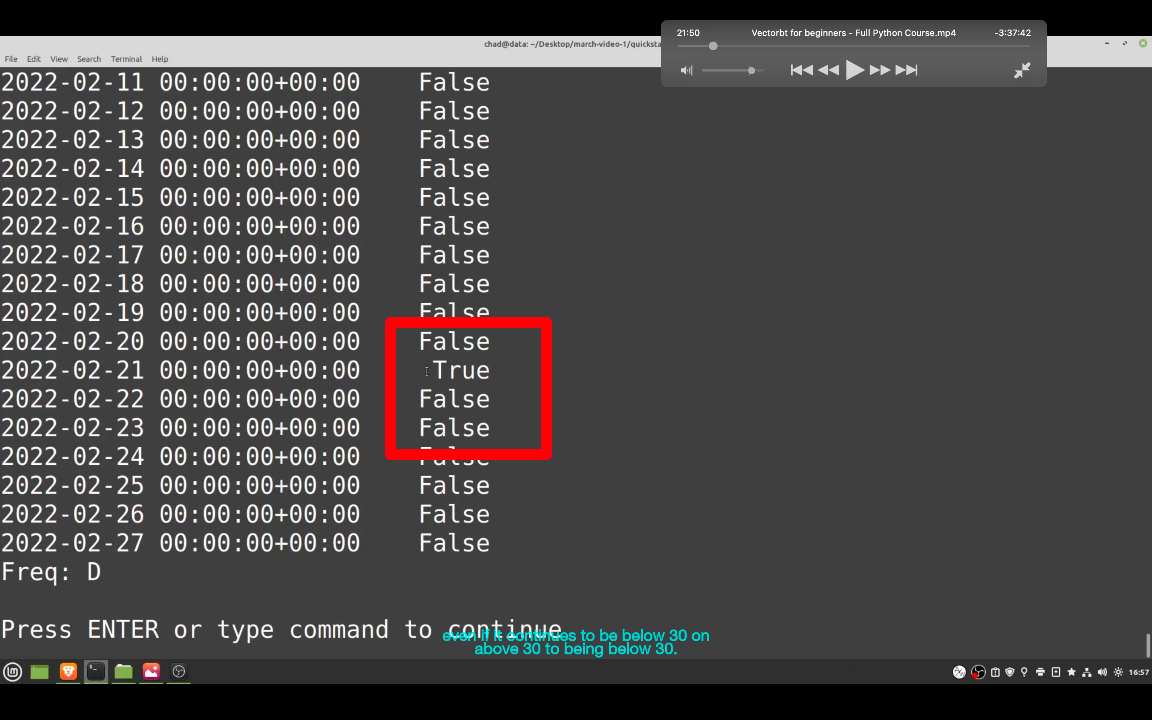 21:50 Vectorbt for beginners - Full Python Course.mp4 -3:37:42
chad@data: ~/Desktop/march-video-1/quicksta
File Edit View Search Terminal Help
2022-02-11 00:00:00+00:00 False
2022-02-12 00:00:00+00:00 False
2022-02-13 00:00:00+00:00 False
2022-02-14 00:00:00+00:00 False
2022-02-15 00:00:00+00:00 False
2022-02-16 00:00:00+00:00 False
2022-02-17 00:00:00+00:00 False
2022-02-18 00:00:00+00:00 False
2022-02-19 00:00:00+00:00 False
2022-02-20 00:00:00+00:00 False
2022-02-21 00:00:00+00:00 True
2022-02-22 00:00:00+00:00 False
2022-02-23 00:00:00+00:00 False
2022-02-24 00:00:00+00:00 False
2022-02-25 00:00:00+00:00 False
2022-02-26 00:00:00+00:00 False
2022-02-27 00:00:00+00:00 False
Freq: D
Press ENTER or type command to continue
even if it continues to be below 30 on
above 30 to being below 30.
16:57